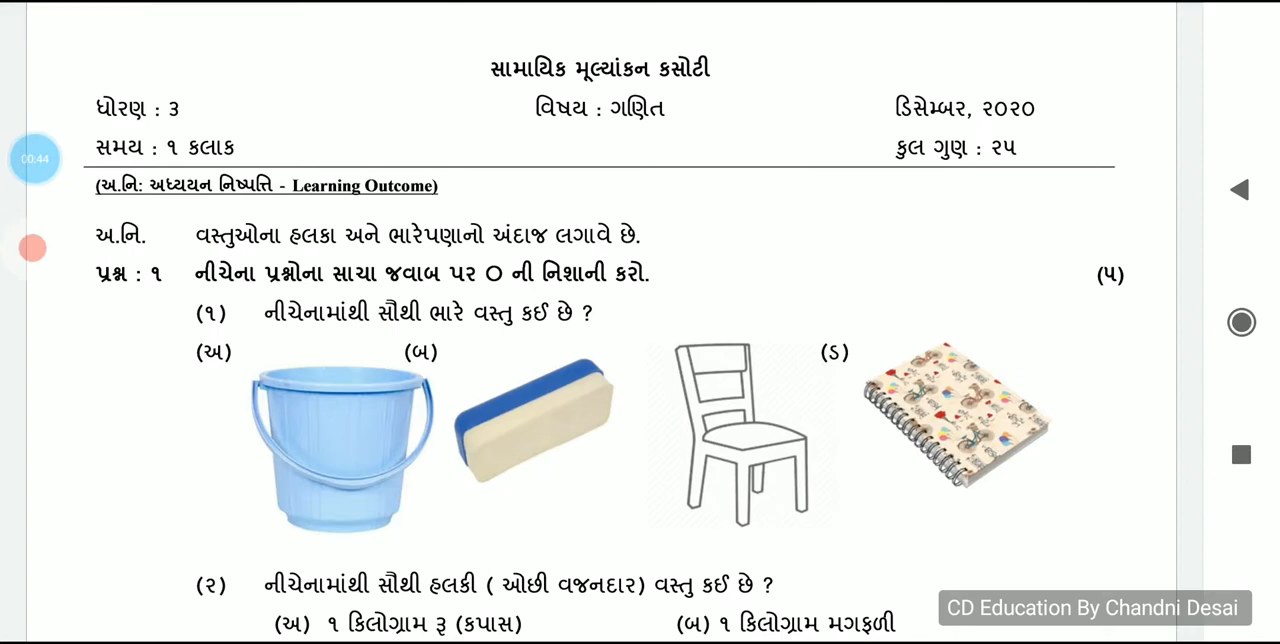 સામાયિક મૂલ્યાંકન કસોટી
ધોરણ : 3 વિષય : ગણિત ડિસેમ્બર, ૨૦૨૦
સમય : ૧ કલાક કુલ ગુણ : ૨૫
00:44
(અ.નિ: અધ્યયન નિષ્પત્તિ - Learning Outcome)
અ.નિ. વસ્તુઓના હલકા અને ભારેપણાનો અંદાજ લગાવે છે.
પ્રશ્ન : ૧ નીચેના પ્રશ્નોના સાચા જવાબ પર O ની નિશાની કરો. (૫)
(૧) નીચેનામાંથી સૌથી ભારે વસ્તુ કઈ છે ?
(અ) (બ) (ડ)
(૨) નીચેનામાંથી સૌથી હલકી ( ઓછી વજનદાર) વસ્તુ કઈ છે ?
(અ) ૧ કિલોગ્રામ રૂ (કપાસ) (બ) ૧ કિલોગ્રામ મગફળી
CD Education By Chandni Desai